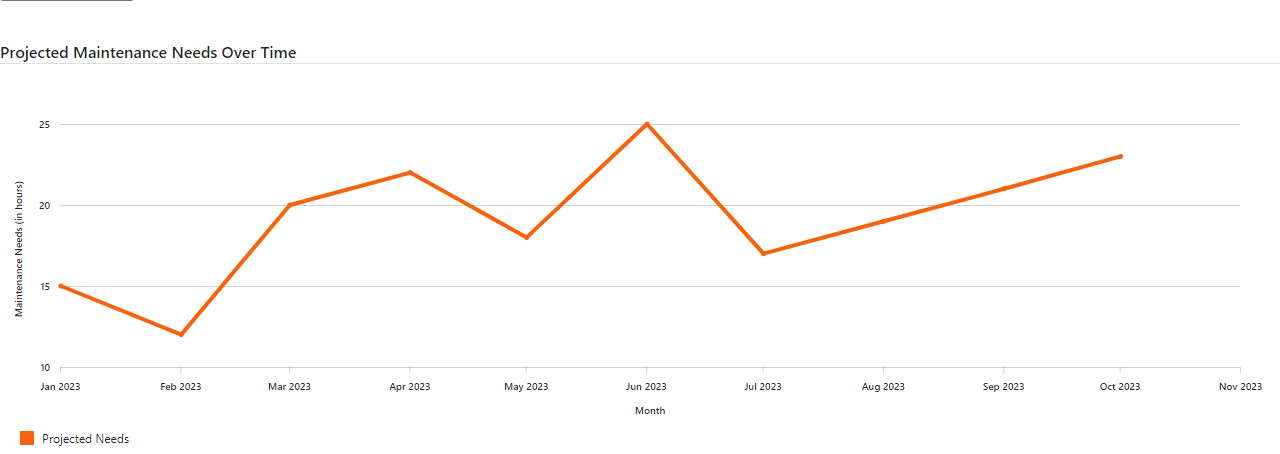 Projected Maintenance Needs Over Time
25
20
15
10
Maintenance Needs (in hours)
Jan 2023 Feb 2023 Mar 2023 Apr 2023 May 2023 Jun 2023 Jul 2023 Aug 2023 Sep 2023 Oct 2023 Nov 2023
Month
Projected Needs